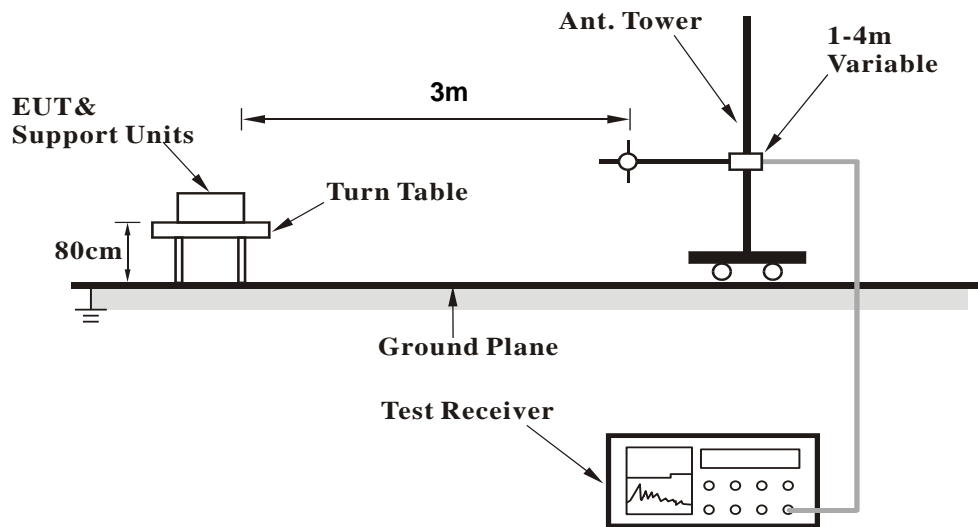 Ant. Tower
1-4m
Variable
3m
EUT&
Support Units
Turn Table
80cm
Ground Plane
Test Receiver